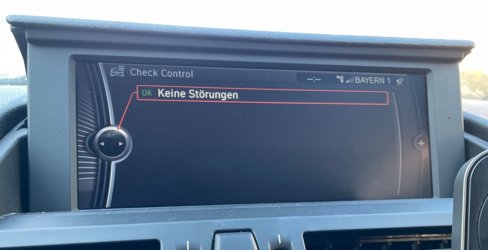 Check Control
--:--
BAYERN 1
OK Keine Störungen